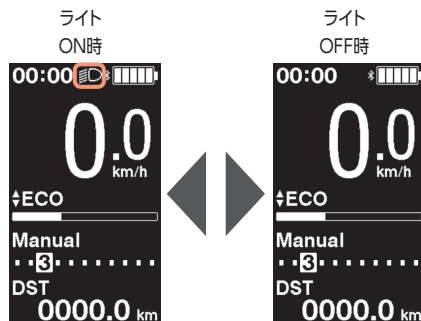 ライト
ON時
00:00
0.0
km/h
ECO
Manual
3
DST
0000.0 km
ライト
OFF時
00:00
0.0
km/h
ECO
Manual
3
DST
0000.0 km